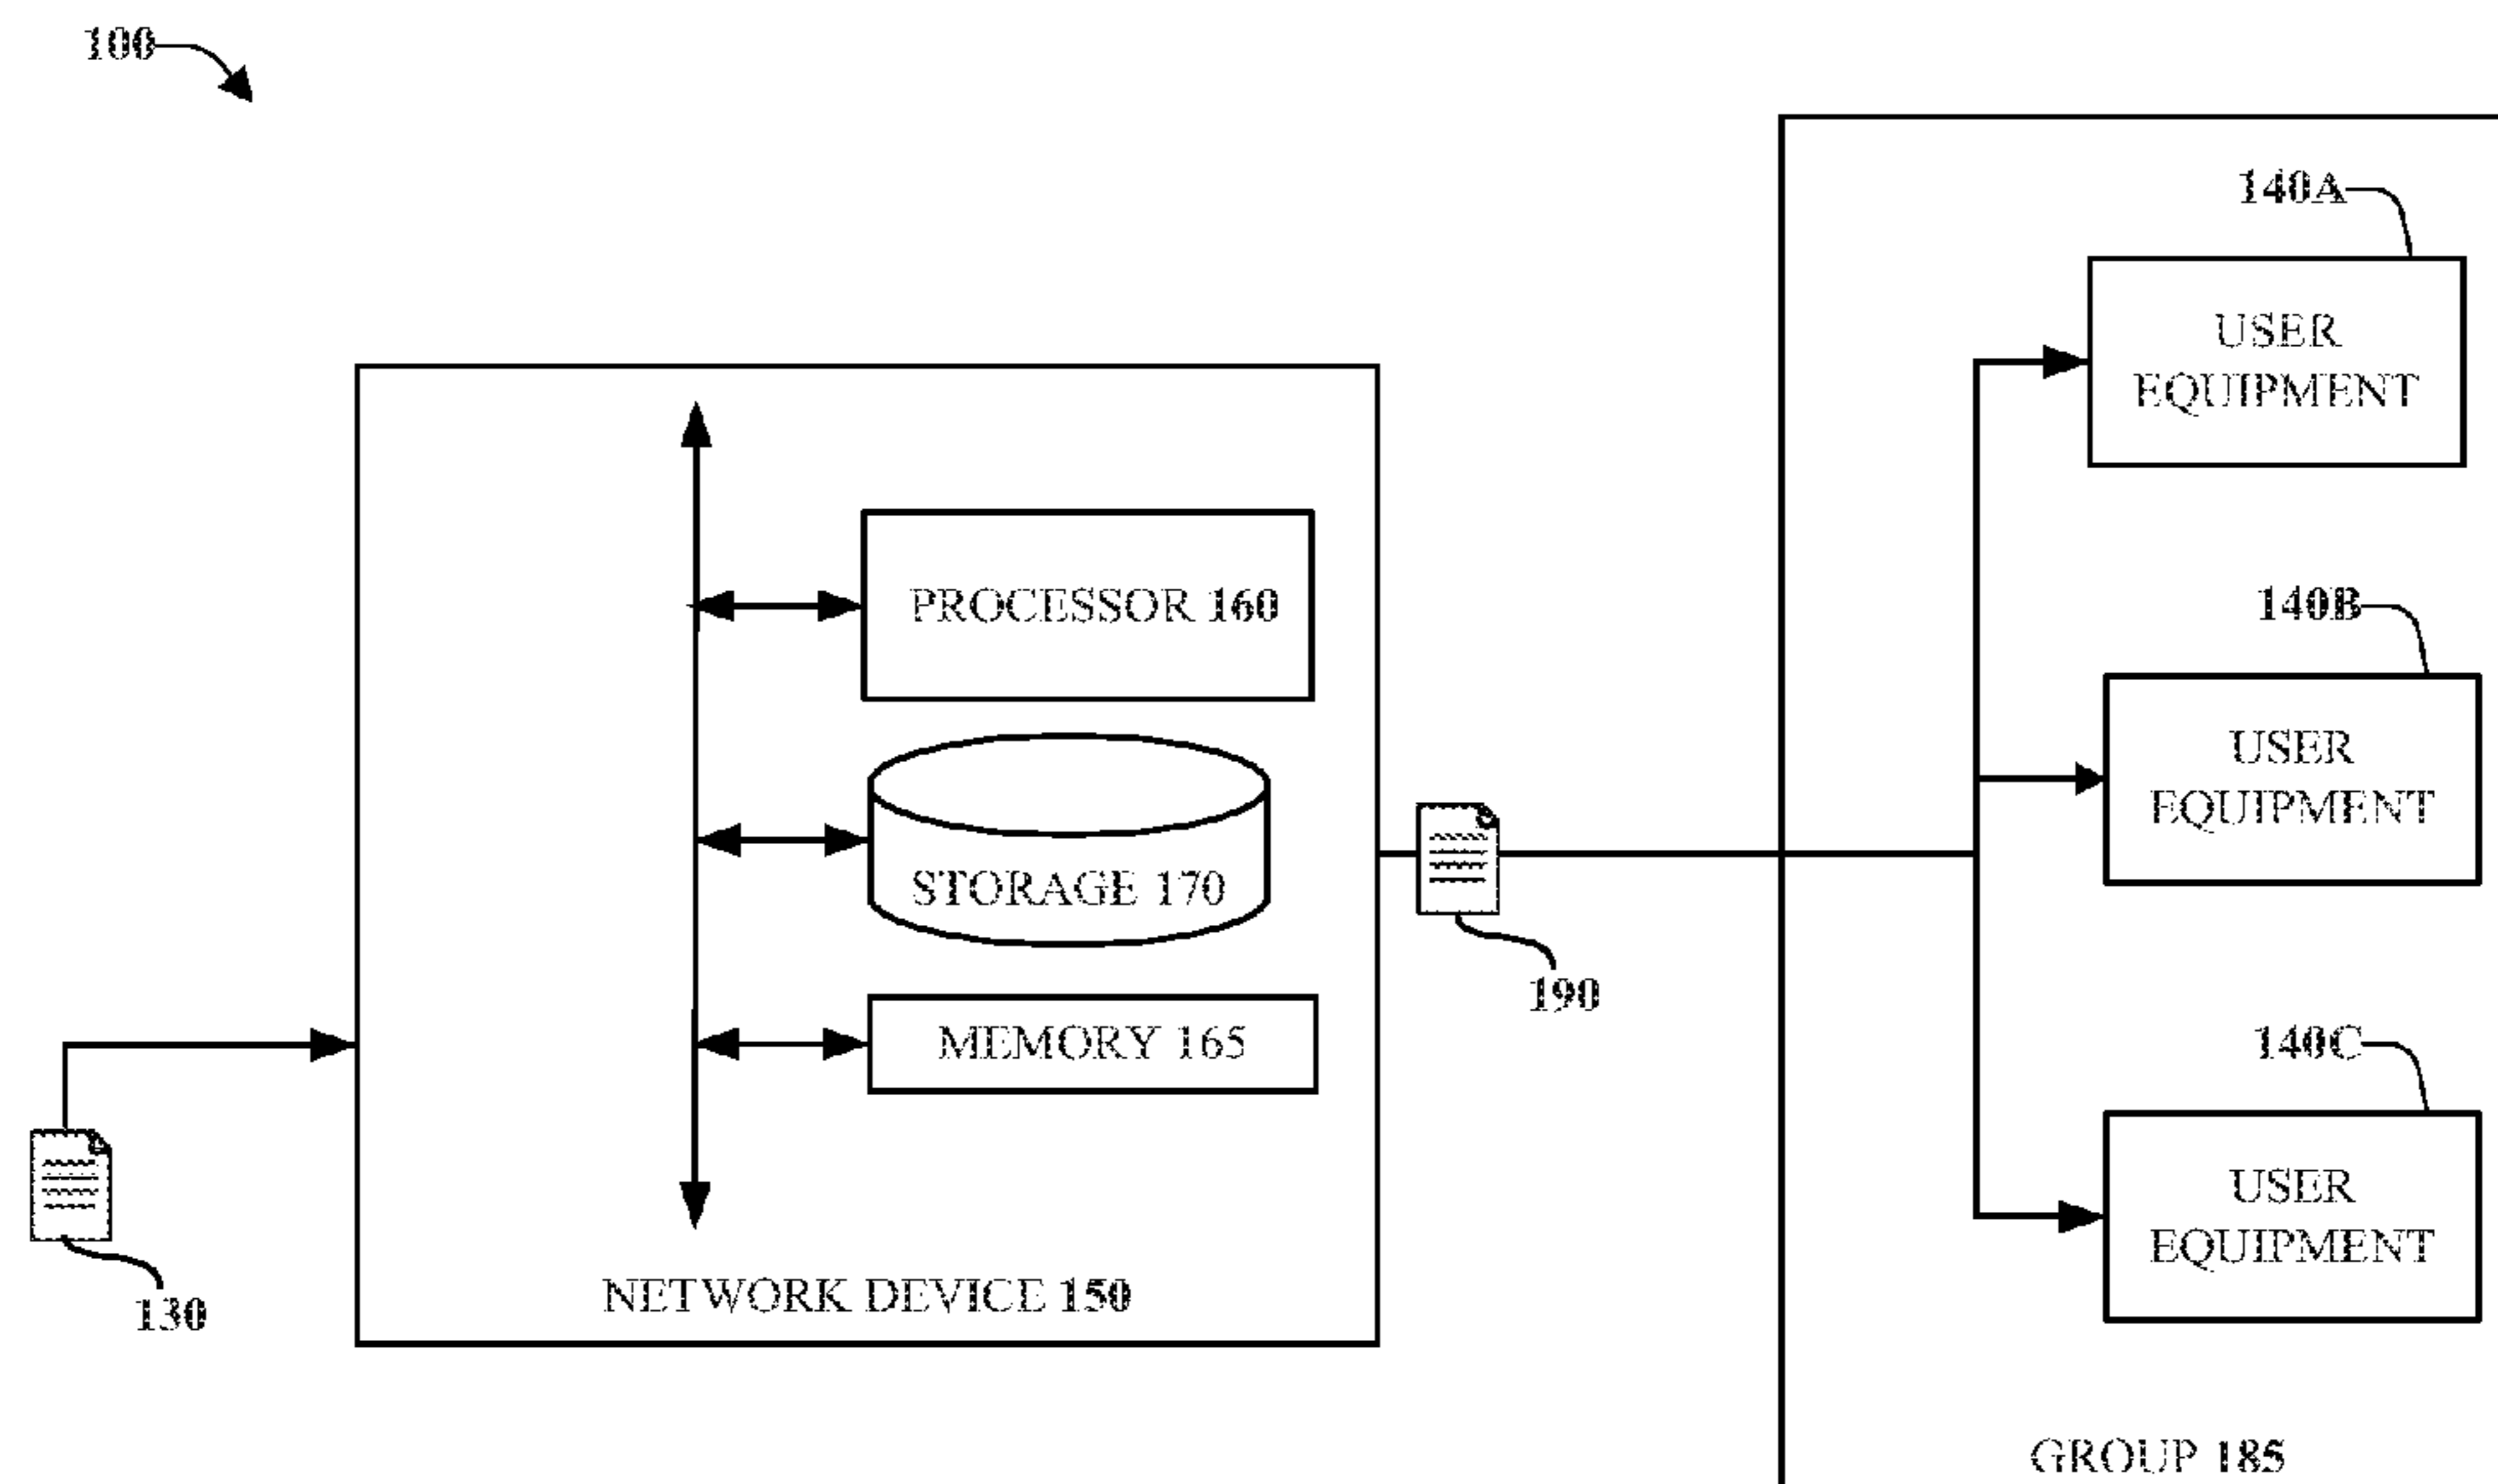 100
140A
USER
EQUIPMENT
PROCESSOR 160
140B
USER
EQUIPMENT
STORAGE 170
190
MEMORY 165
140C
USER
EQUIPMENT
130
NETWORK DEVICE 150
GROUP 185